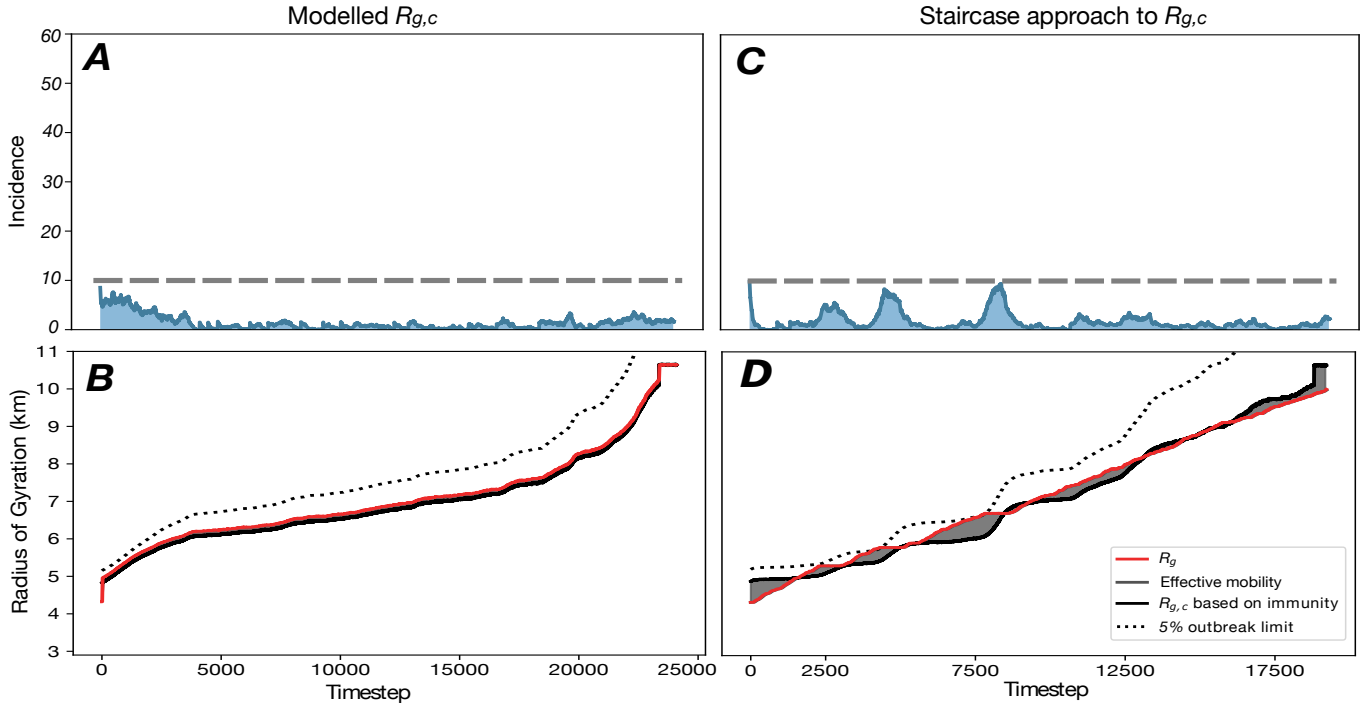 Modelled Rg,c
Staircase approach to Rg,c
A
C
60
50
40
30
20
10
0
Incidence
B
D
11
10
9
8
7
6
5
4
3
Radius of Gyration (km)
Rg
Effective mobility
Rg,c based on immunity
5% outbreak limit
0 5000 10000 15000 20000 25000
0 2500 7500 12500 17500
Timestep
Timestep